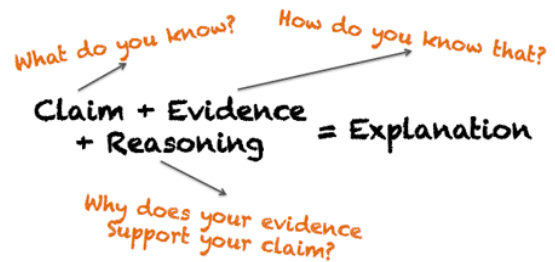 What do you know?
How do you know that?
Claim + Evidence
+ Reasoning
= Explanation
Why does your evidence
Support your claim?